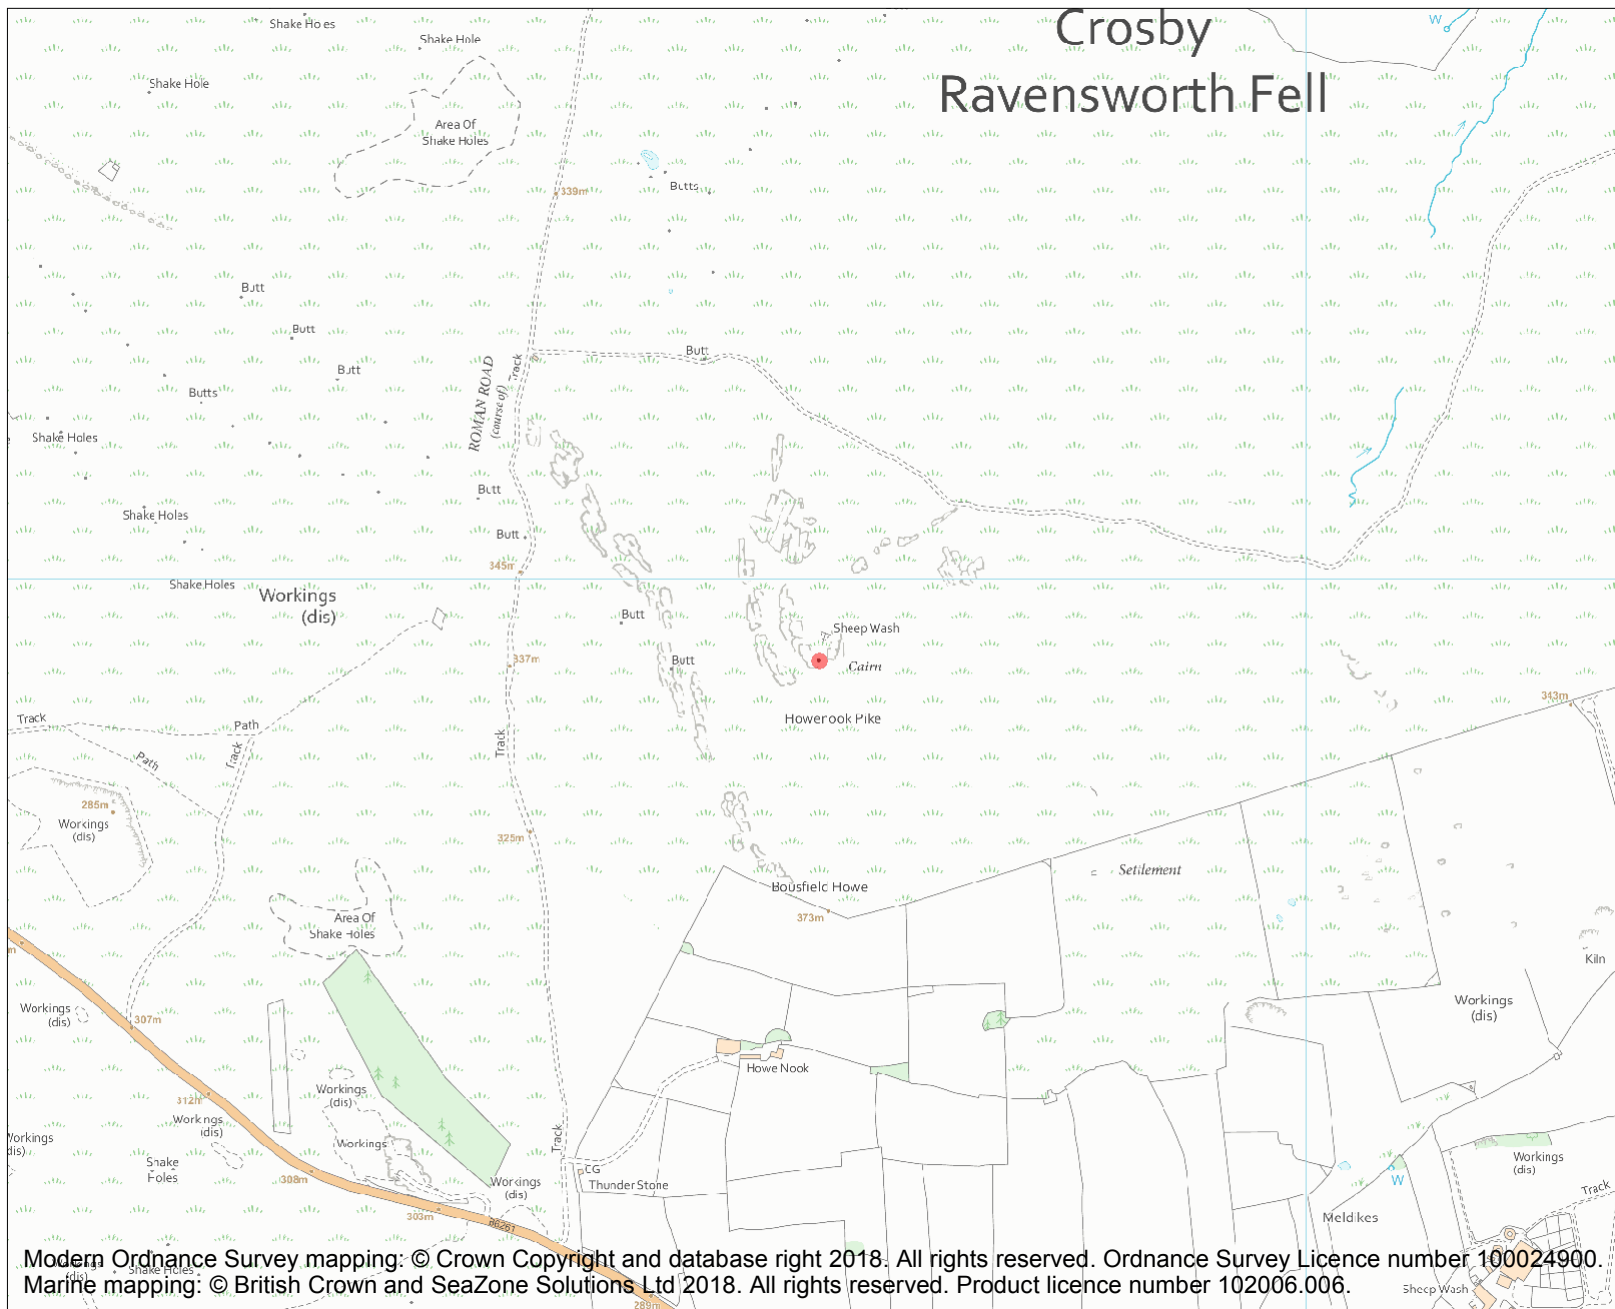 Crosby
Ravensworth Fell
W
Shake Holes
Shake Hole
Shake Hole
Area Of
Shake Holes
Butts
339m
Butt
Butt
Butt
Butt
Butts
ROMAN ROAD
(course of)
Track
Shake Holes
Butt
Shake Holes
Butt
345m
Shake Holes
Workings
(dis)
Butt
Sheep Wash
337m
Butt
Cairn
343m
Track
Path
Howenook Pike
Track
Track
Path
285m
Workings
(dis)
325m
Settlement
Bousfield Howe
373m
Area Of
Shake Holes
m
Kiln
Workings
(dis)
307m
Workings
(dis)
Howe Nook
Workings
(dis)
312m
Workings
(dis)
Workings
Workings
(dis)
Track
Shake
Holes
CG
Thunder Stone
308m
Workings
(dis)
303m
B6261
Workings
(dis)
W
Track
Meldikes
Modern Ordnance Survey mapping: © Crown Copyright and database right 2018. All rights reserved. Ordnance Survey Licence number 100024900.
Marine mapping: © British Crown and SeaZone Solutions Ltd 2018. All rights reserved. Product licence number 102006.006.
Workings
(dis)
Shake Holes
Sheep Wash
289m